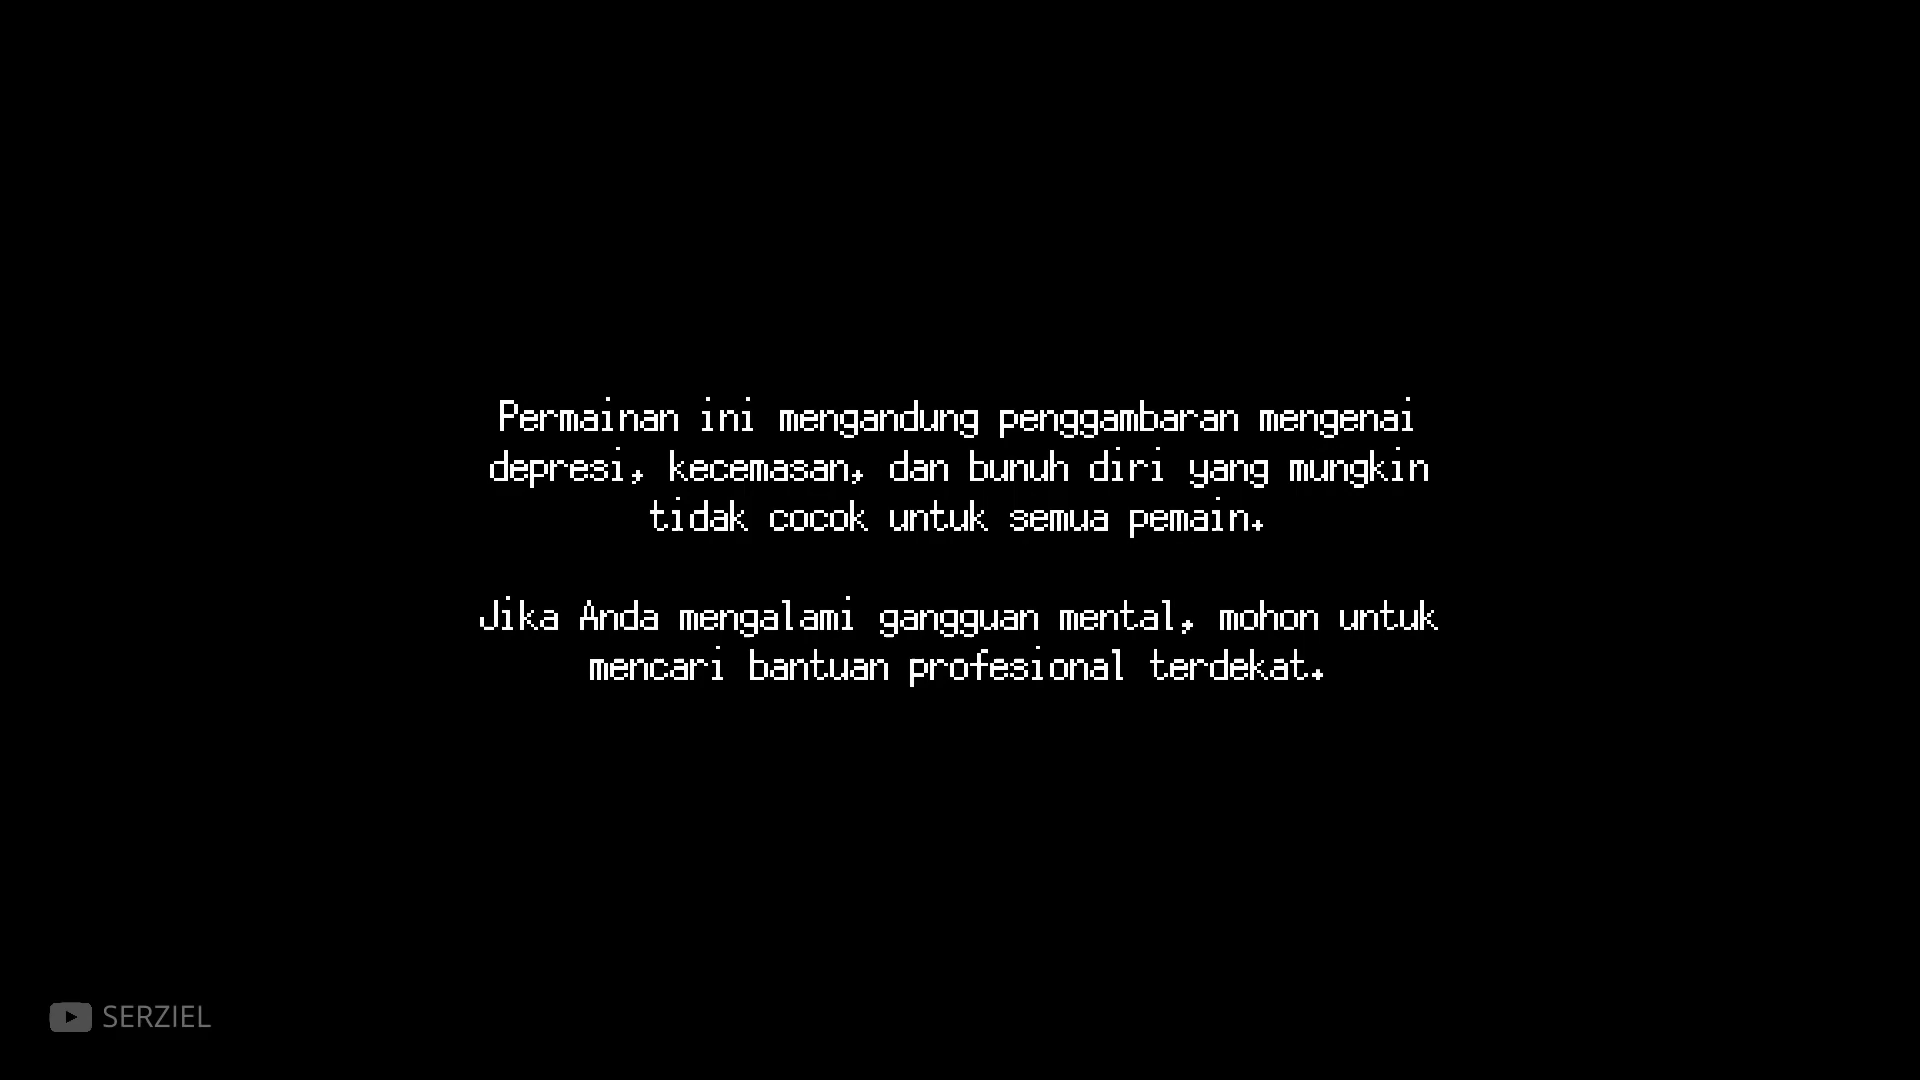 Permainan ini mengandung penggambaran mengenai
depresi, kecemasan, dan bunuh diri yang mungkin
tidak cocok untuk semua pemain.
Jika Anda mengalami gangguan mental, mohon untuk
mencari bantuan profesional terdekat.
SERZIEL